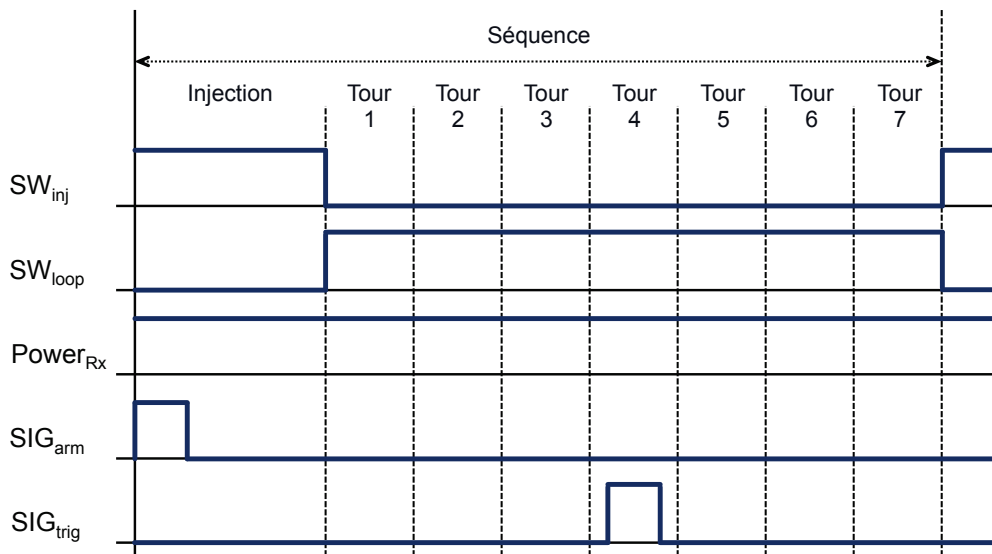 Séquence
Injection Tour Tour Tour Tour Tour Tour Tour
1 2 3 4 5 6 7
SWinj
SWloop
PowerRx
SIGarm
SIGtrig